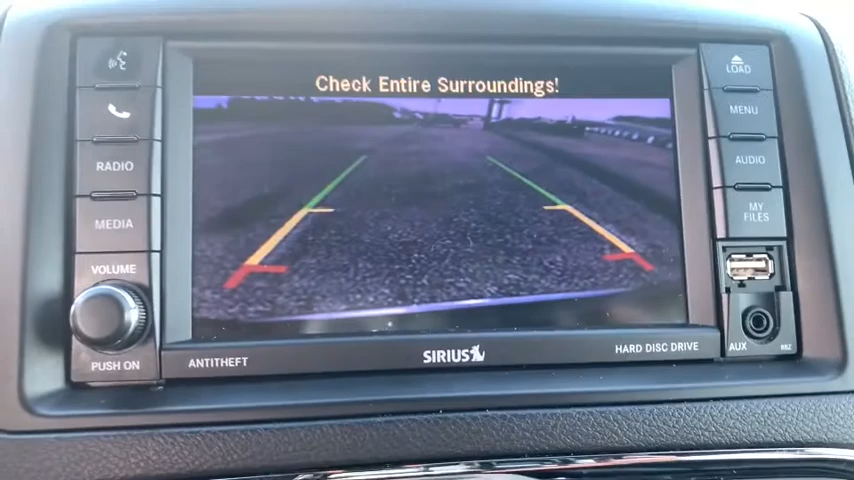 Check Entire Surroundings!
RADIO
MEDIA
VOLUME
PUSH ON
LOAD
MENU
AUDIO
MY
FILES
ANTITHEFT
SIRIUS
HARD DISC DRIVE
AUX
RBZ